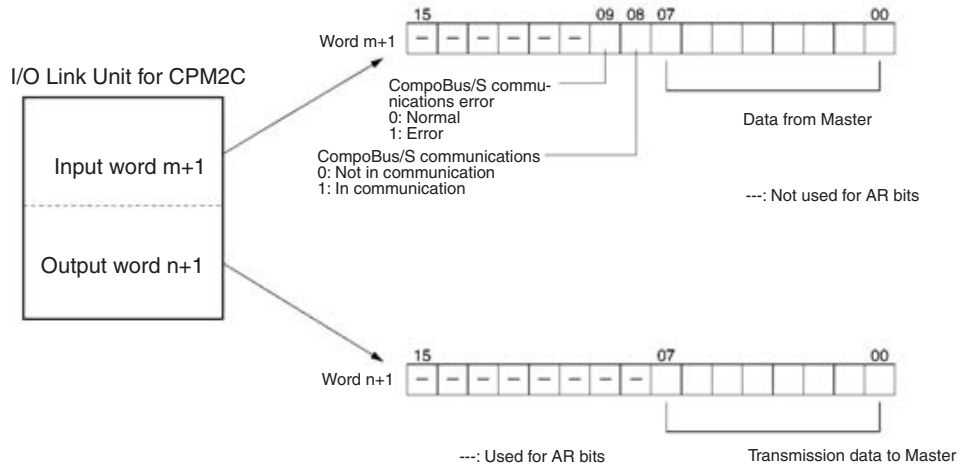 15 09 08 07 00
Word m+1 – – – – – –
I/O Link Unit for CPM2C
CompoBus/S commu-
nications error
0: Normal
1: Error
Data from Master
CompoBus/S communications
0: Not in communication
1: In communication
Input word m+1
---: Not used for AR bits
Output word n+1
15 07 00
Word n+1 – – – – – – – –
---: Used for AR bits
Transmission data to Master